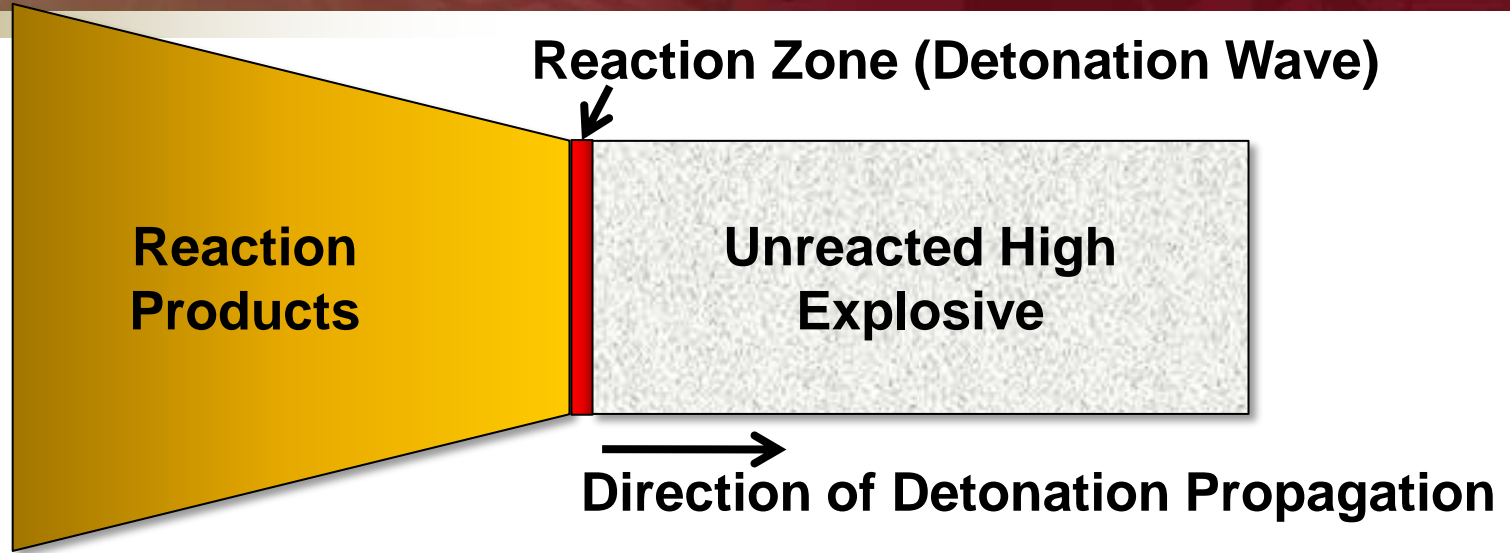 Reaction Zone (Detonation Wave)
Reaction
Products
Unreacted High
Explosive
Direction of Detonation Propagation